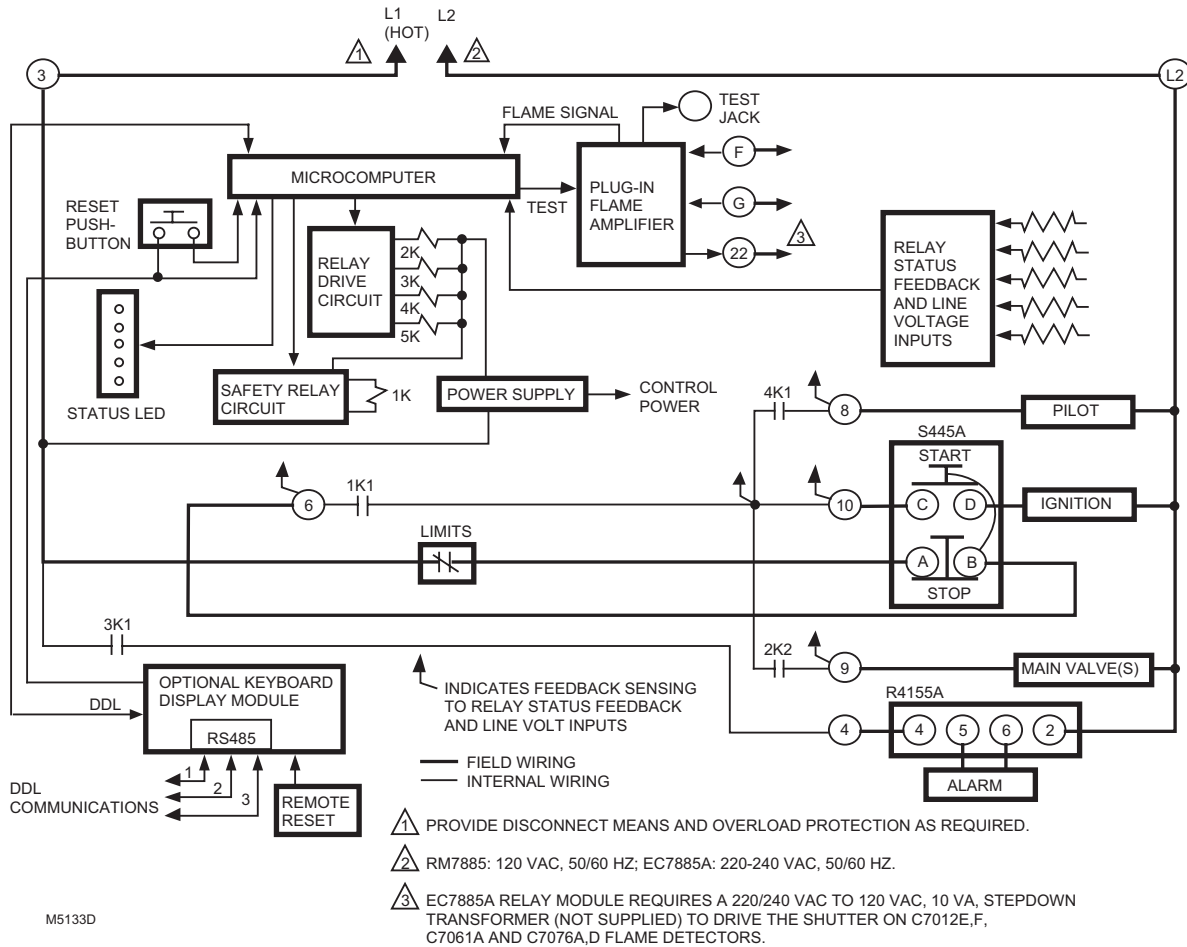 L1
(HOT)
L2
1
2
3
L2
FLAME SIGNAL
TEST
JACK
MICROCOMPUTER
TEST
PLUG-IN
FLAME
AMPLIFIER
F
G
22
3
RESET
PUSH-
BUTTON
RELAY
DRIVE
CIRCUIT
2K
3K
4K
5K
RELAY
STATUS
FEEDBACK
AND LINE
VOLTAGE
INPUTS
STATUS LED
SAFETY RELAY
CIRCUIT
1K
POWER SUPPLY
CONTROL
POWER
4K1
8
PILOT
S445A
START
6
1K1
10
C
D
IGNITION
LIMITS
A
B
STOP
3K1
2K2
9
MAIN VALVE(S)
OPTIONAL KEYBOARD
DISPLAY MODULE
DDL
RS485
INDICATES FEEDBACK SENSING
TO RELAY STATUS FEEDBACK
AND LINE VOLT INPUTS
R4155A
4
4
5
6
2
ALARM
FIELD WIRING
INTERNAL WIRING
DDL
COMMUNICATIONS
1
2
3
REMOTE
RESET
1 PROVIDE DISCONNECT MEANS AND OVERLOAD PROTECTION AS REQUIRED.
2 RM7885: 120 VAC, 50/60 HZ; EC7885A: 220-240 VAC, 50/60 HZ.
3 EC7885A RELAY MODULE REQUIRES A 220/240 VAC TO 120 VAC, 10 VA, STEPDOWN
TRANSFORMER (NOT SUPPLIED) TO DRIVE THE SHUTTER ON C7012E,F,
C7061A AND C7076A,D FLAME DETECTORS.
M5133D